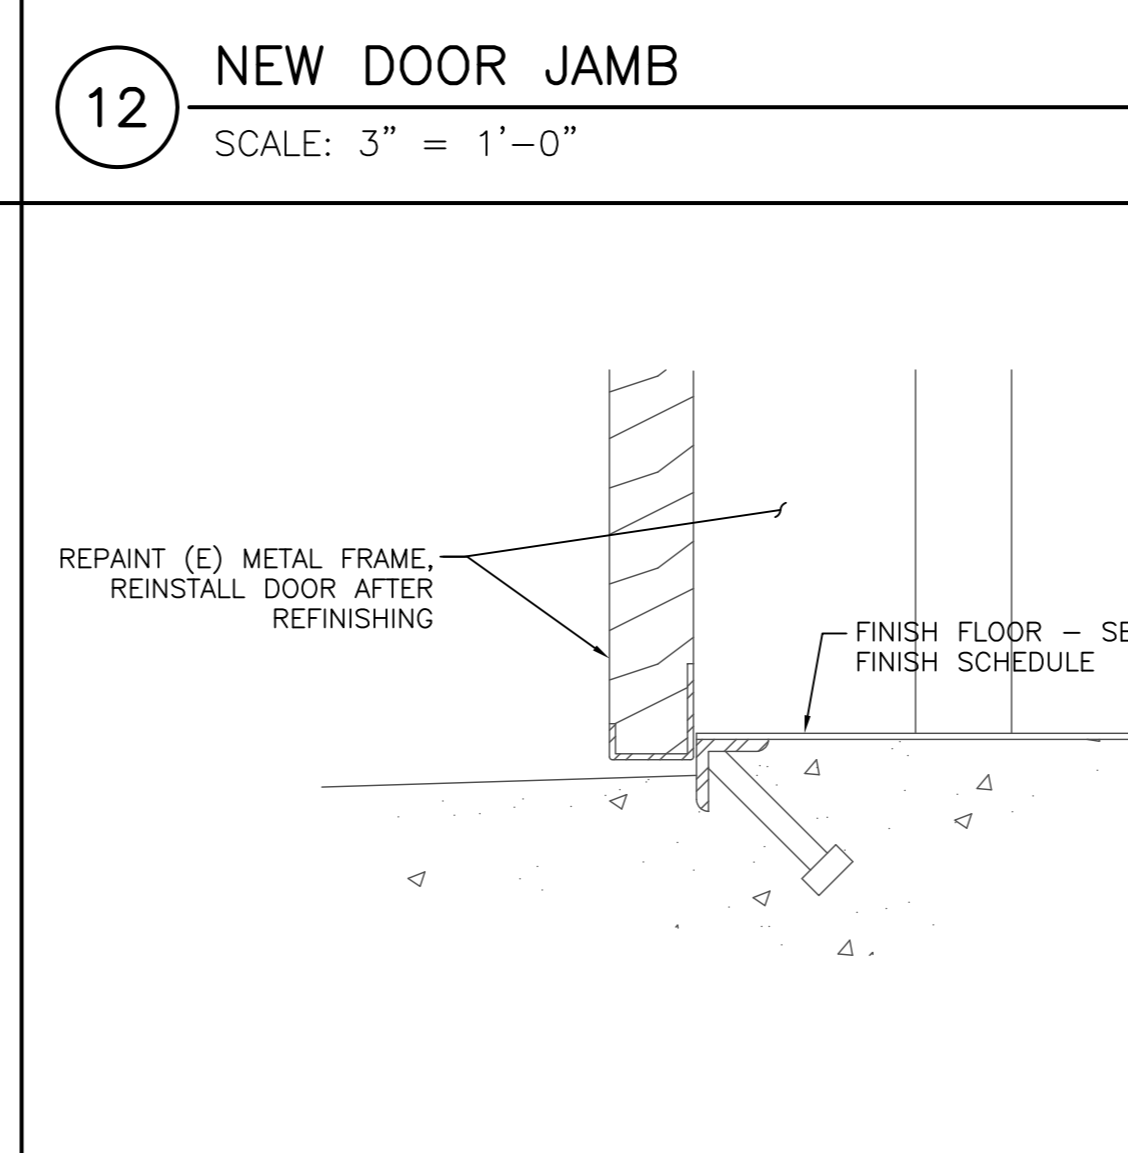 12
NEW DOOR JAMB
SCALE: 3” = 1’–0”
REPAINT (E) METAL FRAME,
REINSTALL DOOR AFTER
REFINISHING
FINISH FLOOR –
FINISH SCHEDULE